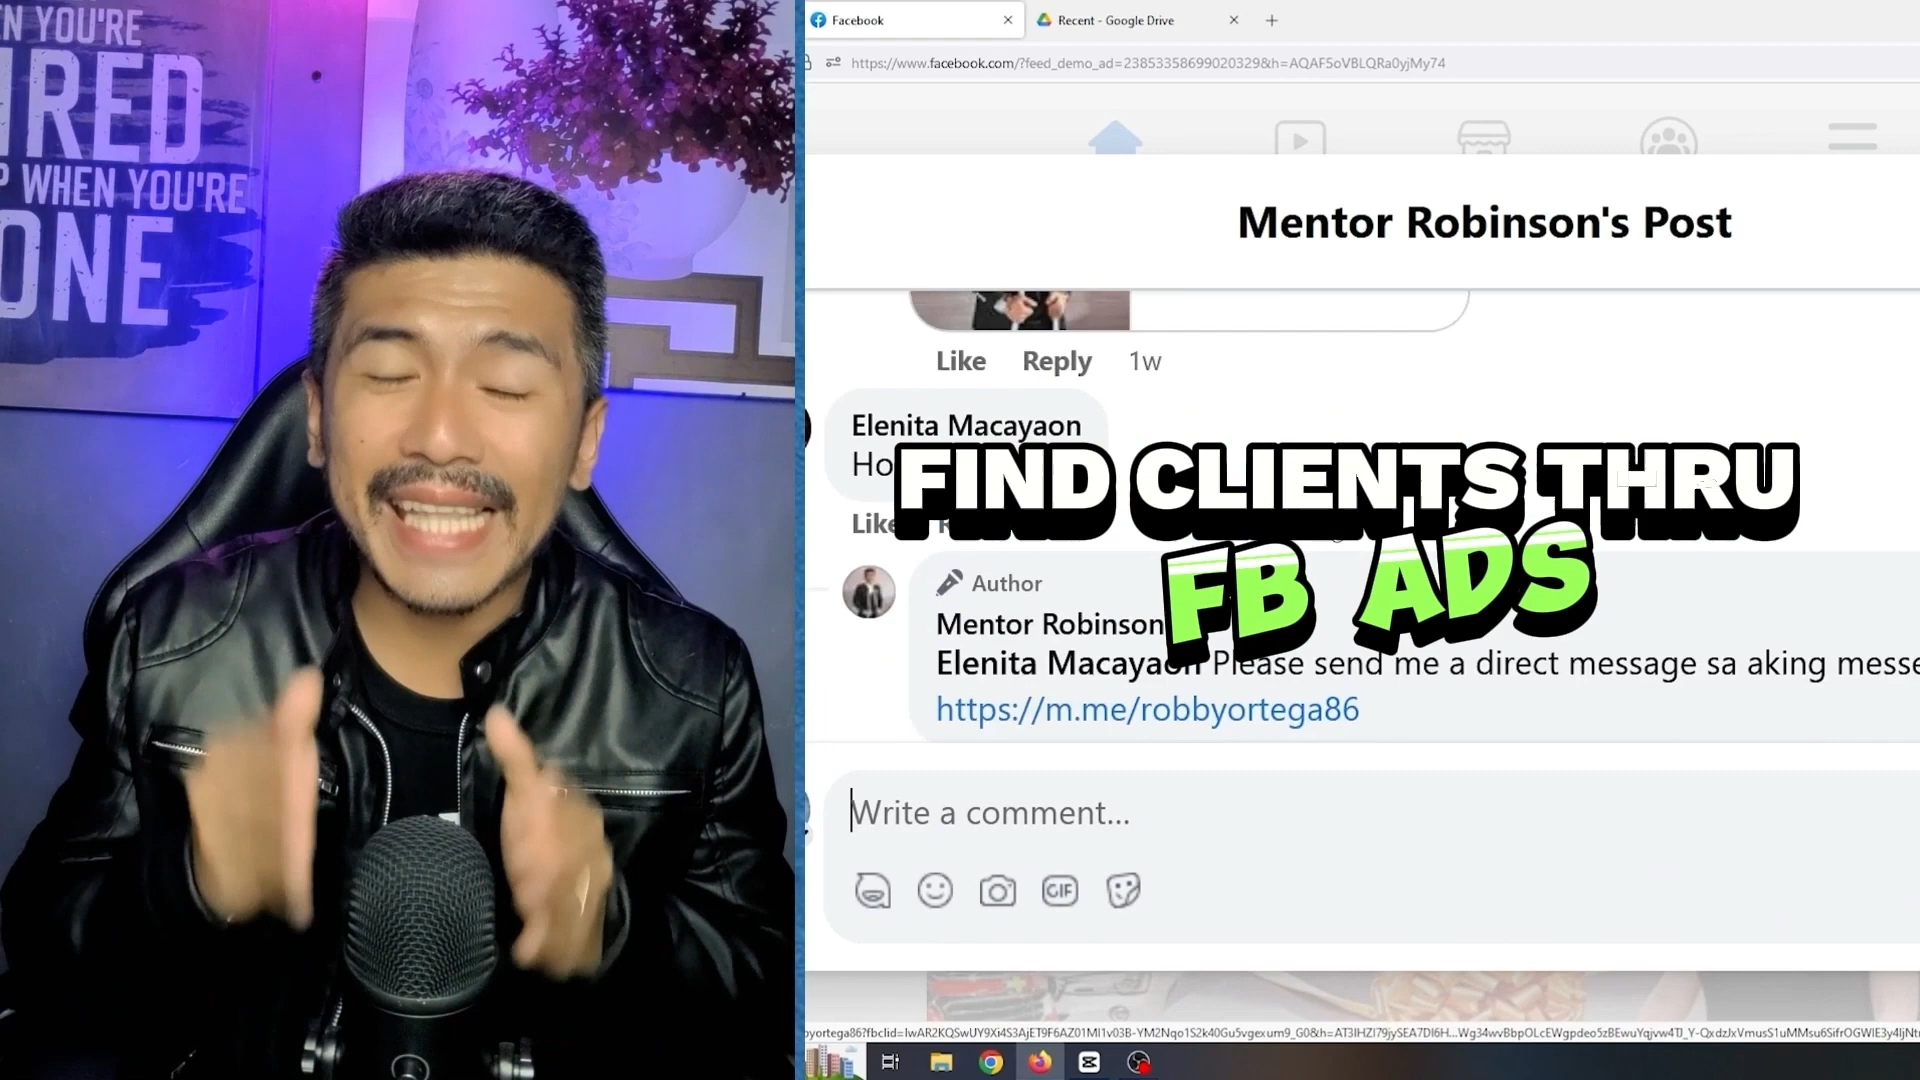 N YOU'RE
IRED
P WHEN YOU'RE
ONE
Facebook
Recent - Google Drive
https://www.facebook.com/?feed_demo_ad=23853358699020329&h=AQAF5oVBLQRa0yjMy74
Mentor Robinson's Post
Like Reply 1w
Elenita Macayaon
Ho
FIND CLIENTS THRU
Like R
FB ADS
Author
Mentor Robinson
Elenita Macayaon Please send me a direct message sa aking messe
https://m.me/robbyortega86
Write a comment...
GIF